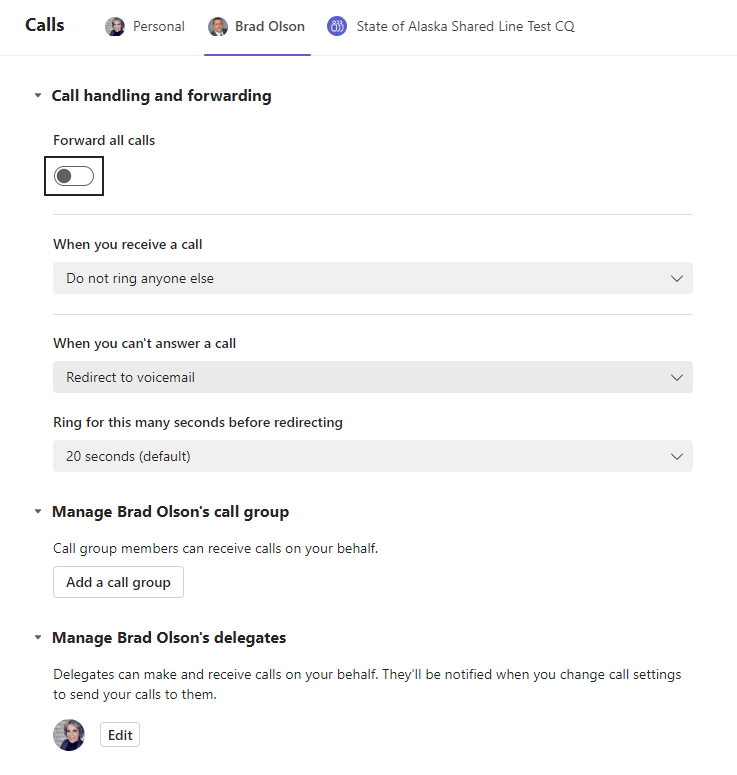 Calls
Personal
Brad Olson
State of Alaska Shared Line Test CQ
Call handling and forwarding
Forward all calls
When you receive a call
Do not ring anyone else
When you can't answer a call
Redirect to voicemail
Ring for this many seconds before redirecting
20 seconds (default)
Manage Brad Olson's call group
Call group members can receive calls on your behalf.
Add a call group
Manage Brad Olson's delegates
Delegates can make and receive calls on your behalf. They'll be notified when you change call settings
to send your calls to them.
Edit